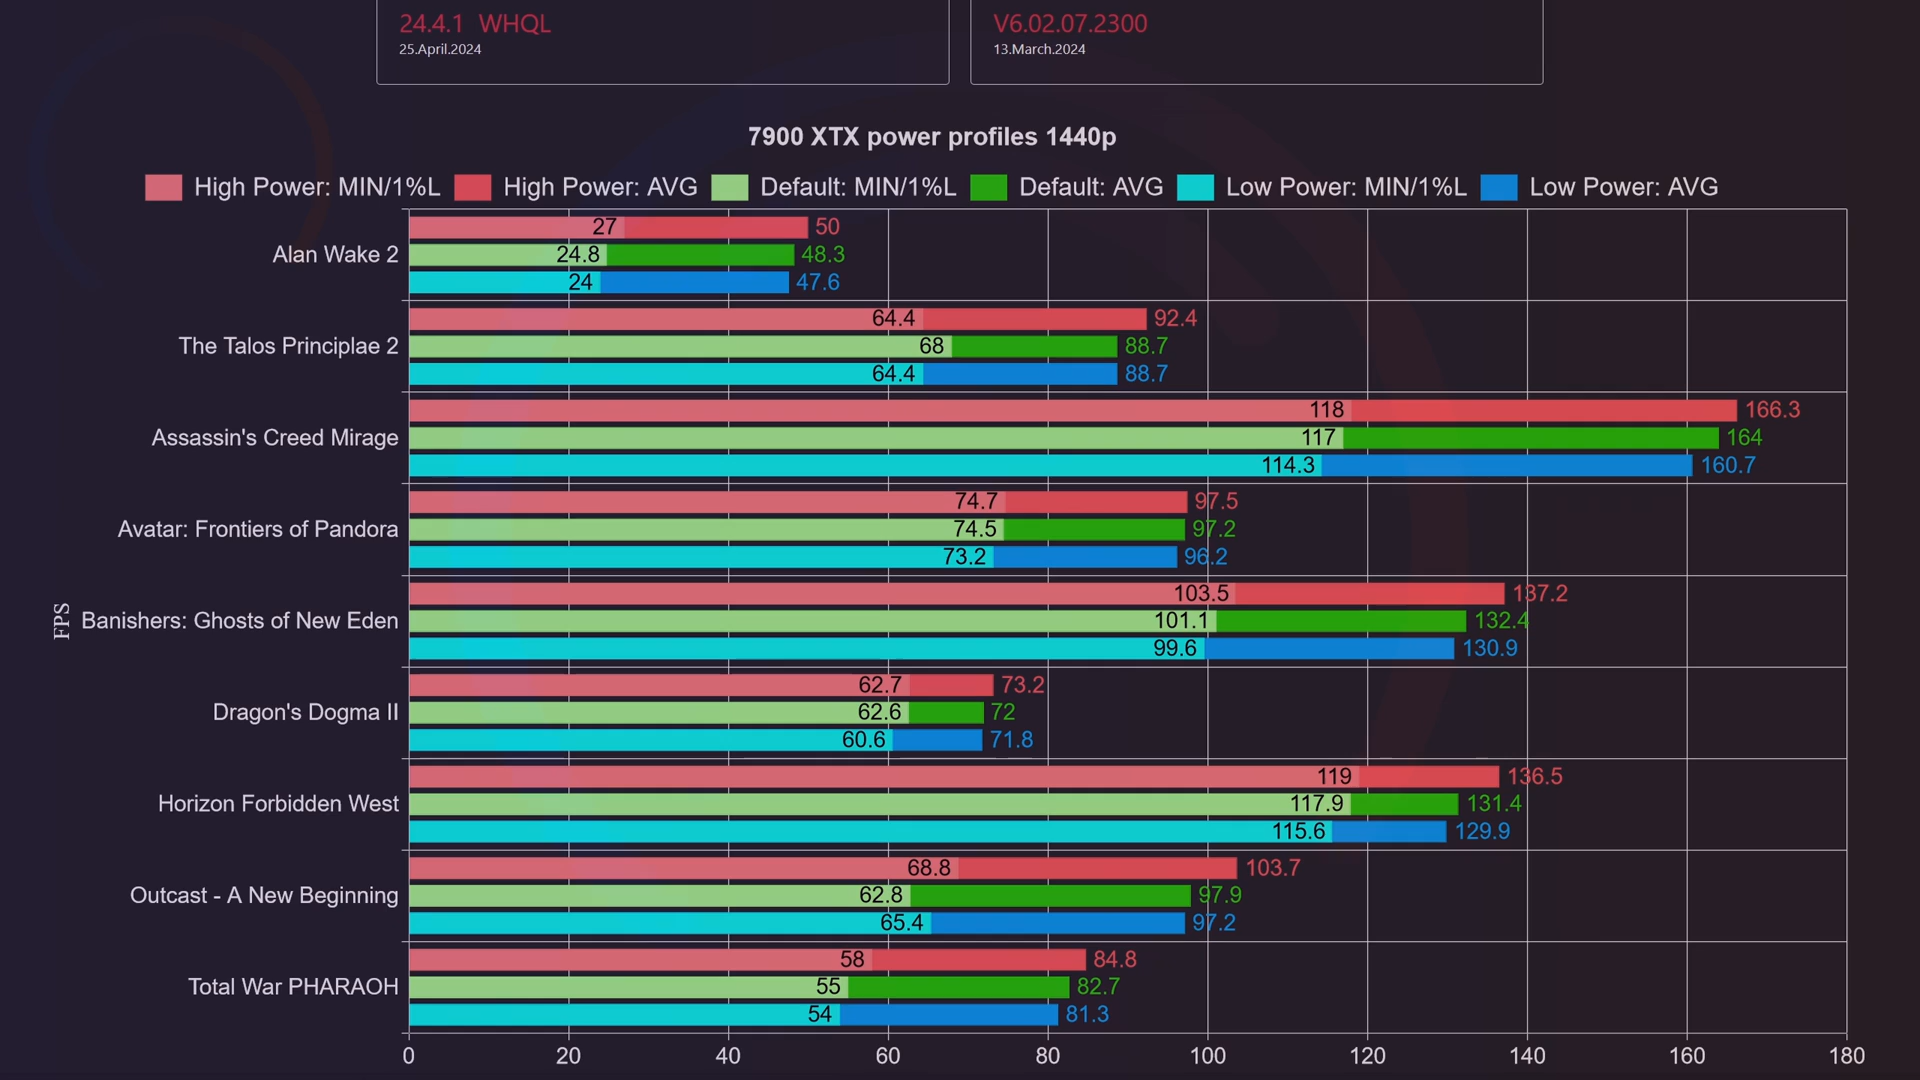 24.4.1 WHQL
25.April.2024
V6.02.07.2300
13.March.2024
7900 XTX power profiles 1440p
High Power: MIN/1%L High Power: AVG Default: MIN/1%L Default: AVG Low Power: MIN/1%L Low Power: AVG
27 50
Alan Wake 2 24.8 48.3
24 47.6
64.4 92.4
The Talos Principlae 2 68 88.7
64.4 88.7
118 166.3
Assassin's Creed Mirage 117 164
114.3 160.7
74.7 97.5
Avatar: Frontiers of Pandora 74.5 97.2
73.2 96.2
103.5 137.2
FPS Banishers: Ghosts of New Eden 101.1 132.4
99.6 130.9
62.7 73.2
Dragon's Dogma II 62.6 72
60.6 71.8
119 136.5
Horizon Forbidden West 117.9 131.4
115.6 129.9
68.8 103.7
Outcast - A New Beginning 62.8 97.9
65.4 97.2
58 84.8
Total War PHARAOH 55 82.7
54 81.3
0 20 40 60 80 100 120 140 160 180